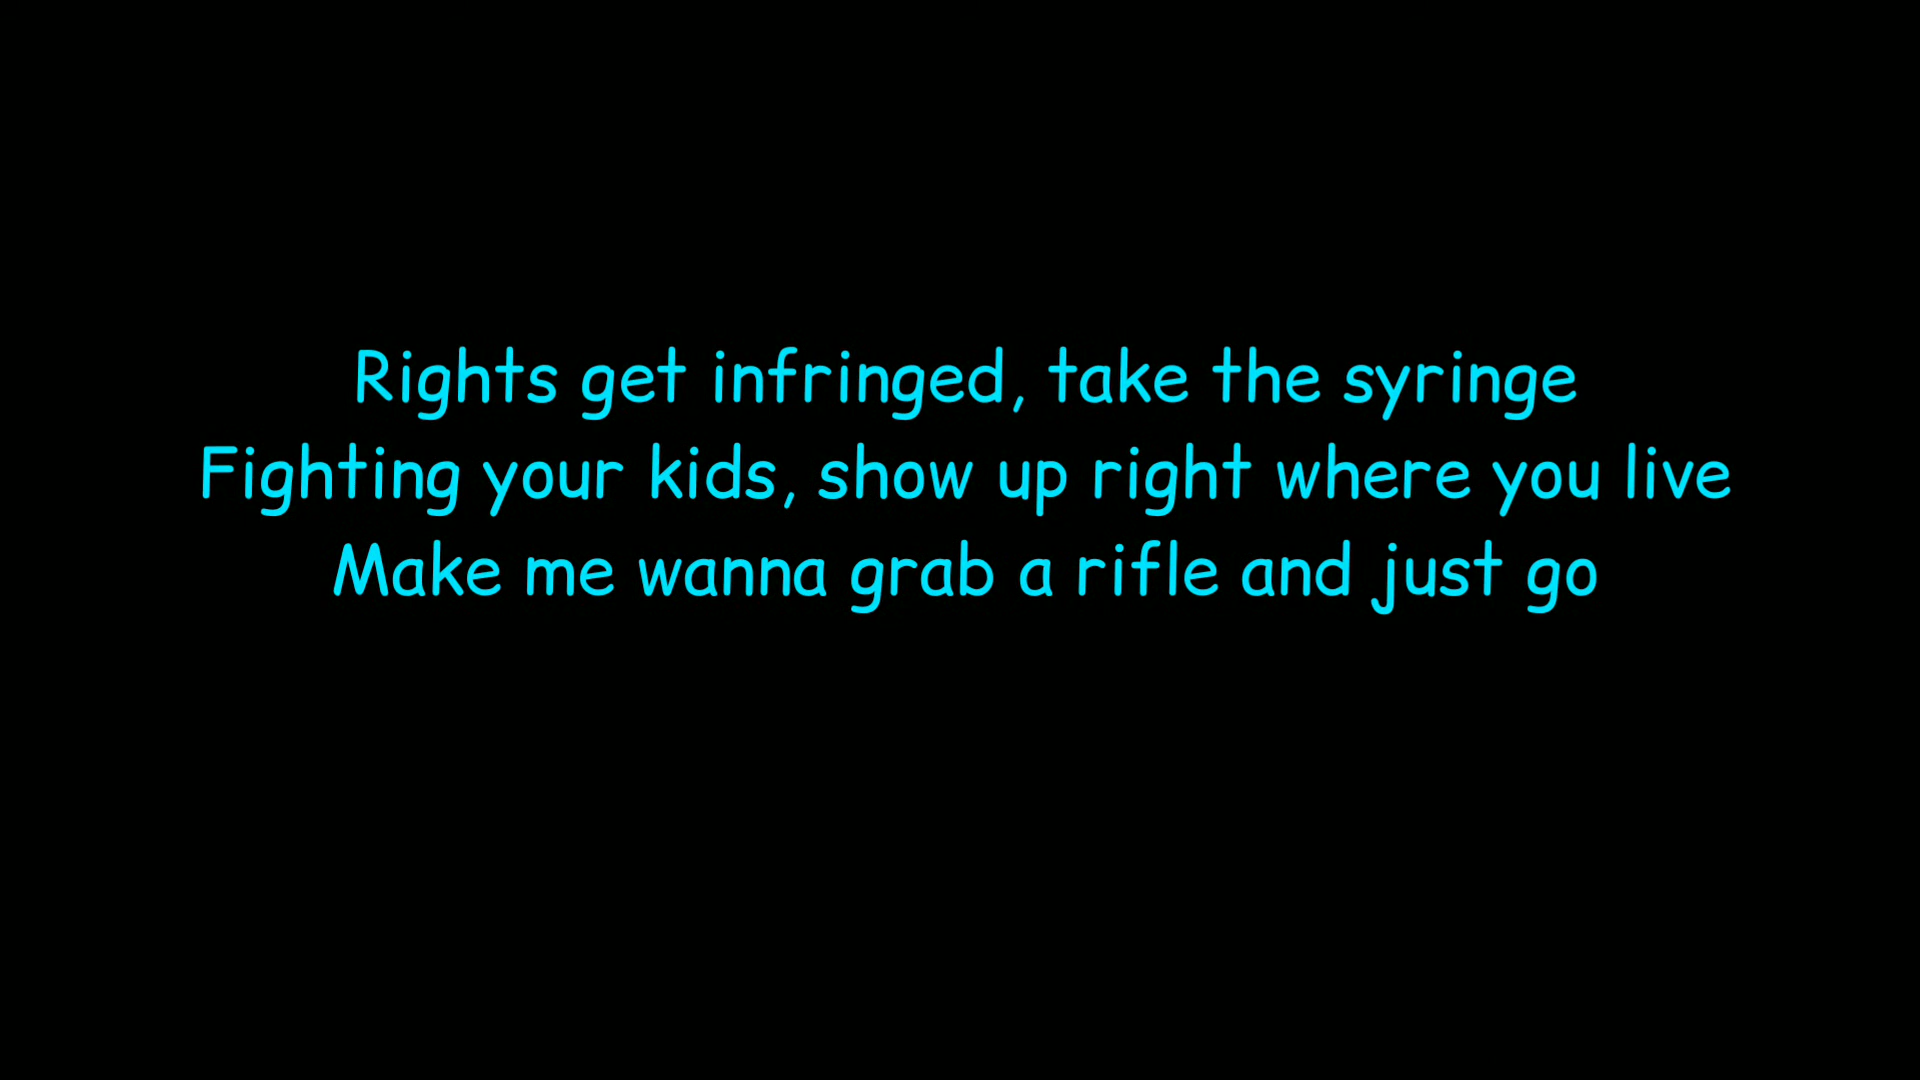 Rights get infringed, take the syringe
Fighting your kids, show up right where you live
Make me wanna grab a rifle and just go